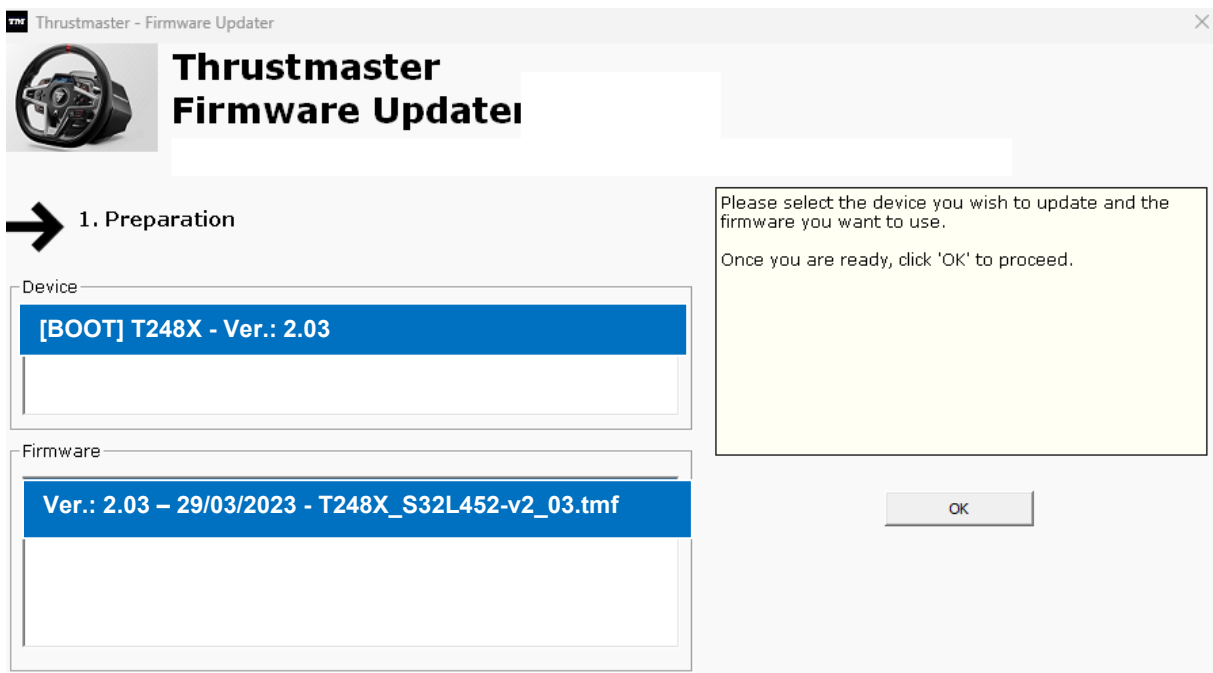 TM Thrustmaster - Firmware Updater
Thrustmaster
Firmware Updater
1. Preparation
Please select the device you wish to update and the
firmware you want to use.
Once you are ready, click 'OK' to proceed.
Device
[BOOT] T248X - Ver.: 2.03
Firmware
Ver.: 2.03 – 29/03/2023 - T248X_S32L452-v2_03.tmf
OK